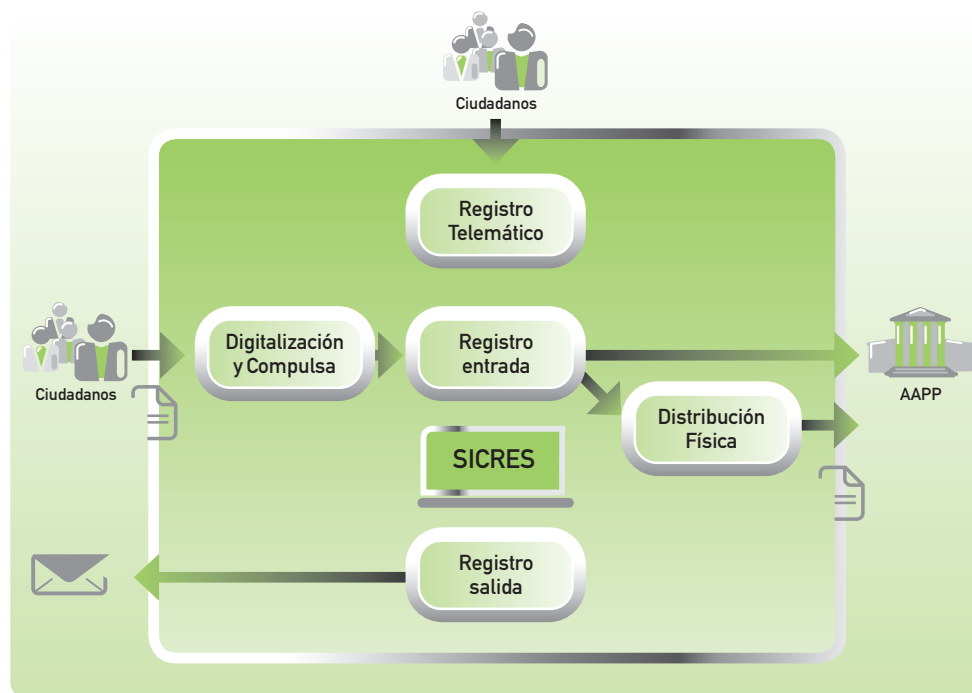 Ciudadanos
Registro
Telemático
Digitalización
y Compulsa
Registro
entrada
Ciudadanos
AAPP
Distribución
Física
SICRES
Registro
salida